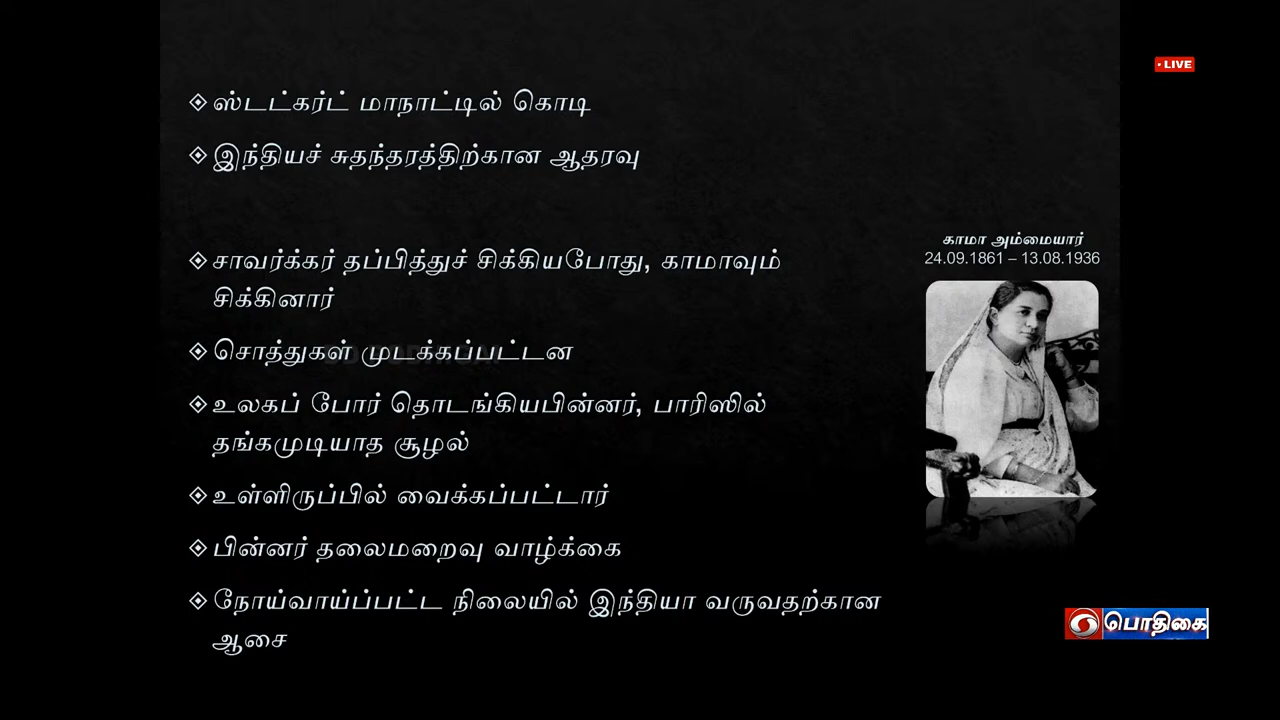 LIVE
ஸ்டட்கர்ட் மாநாட்டில் கொடி
இந்தியச் சுதந்தரத்திற்கான ஆதரவு
சாவர்க்கர் தப்பித்துச் சிக்கியபோது, காமாவும்
சிக்கினார்
சொத்துகள் முடக்கப்பட்டன
உலகப் போர் தொடங்கியபின்னர், பாரிஸில்
தங்கமுடியாத சூழல்
உள்ளிருப்பில் வைக்கப்பட்டார்
பின்னர் தலைமறைவு வாழ்க்கை
நோய்வாய்ப்பட்ட நிலையில் இந்தியா வருவதற்கான
ஆசை
காமா அம்மையார்
24.09.1861 – 13.08.1936
பொதிகை